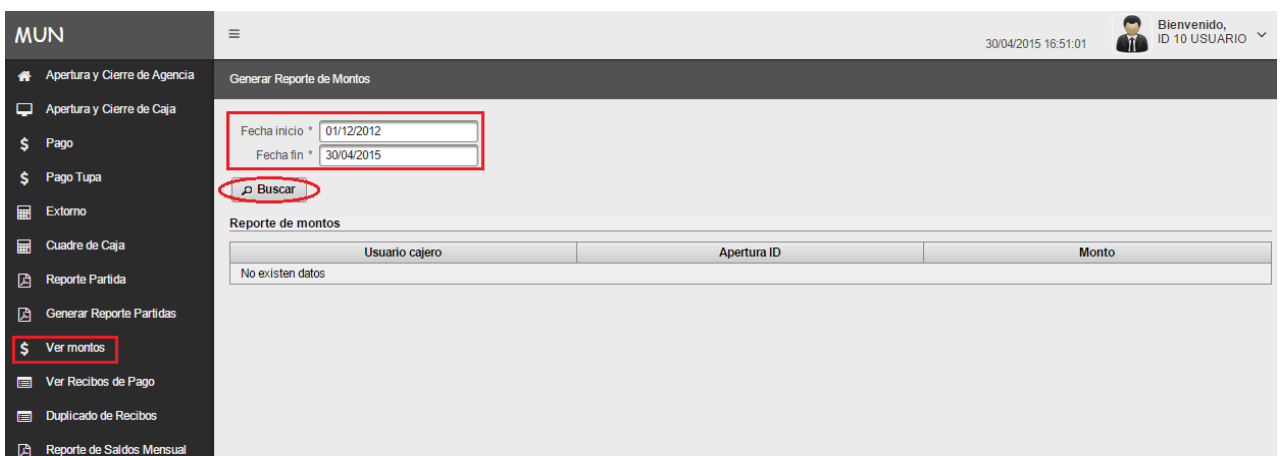 MUN
30/04/2015 16:51:01
Bienvenido,
ID 10 USUARIO
Apertura y Cierre de Agencia
Apertura y Cierre de Caja
Pago
Pago Tupa
Extorno
Cuadre de Caja
Reporte Partida
Generar Reporte Partidas
Ver montos
Ver Recibos de Pago
Duplicado de Recibos
Reporte de Saldos Mensual
Generar Reporte de Montos
Fecha inicio * 01/12/2012
Fecha fin * 30/04/2015
Buscar
Reporte de montos
Usuario cajero Apertura ID Monto
No existen datos